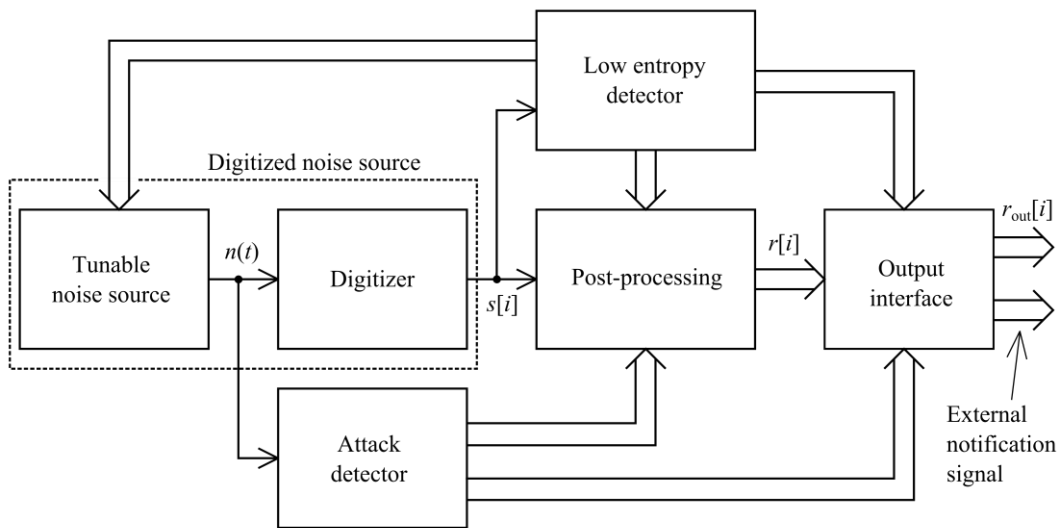 Low entropy
detector
Digitized noise source
Tunable
noise source
n(t)
Digitizer
s[i]
Post-processing
r[i]
Output
interface
rout[i]
Attack
detector
External
notification
signal